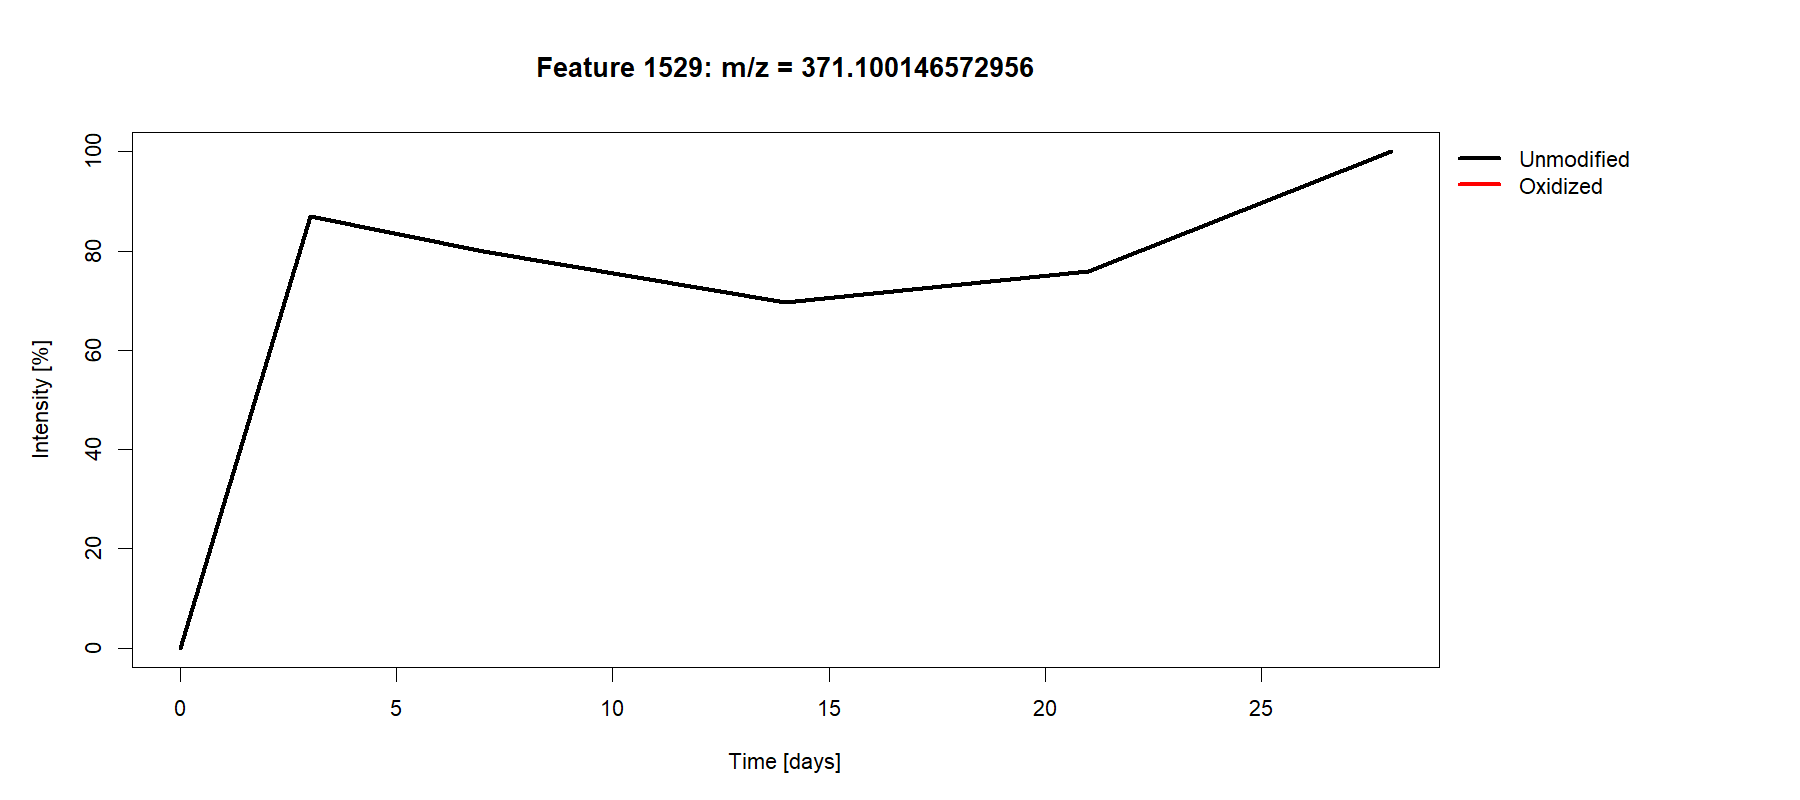 Feature 1529: m/z = 371.100146572956
Unmodified
Oxidized
Intensity [%]
100
80
60
40
20
0
0 5 10 15 20 25
Time [days]